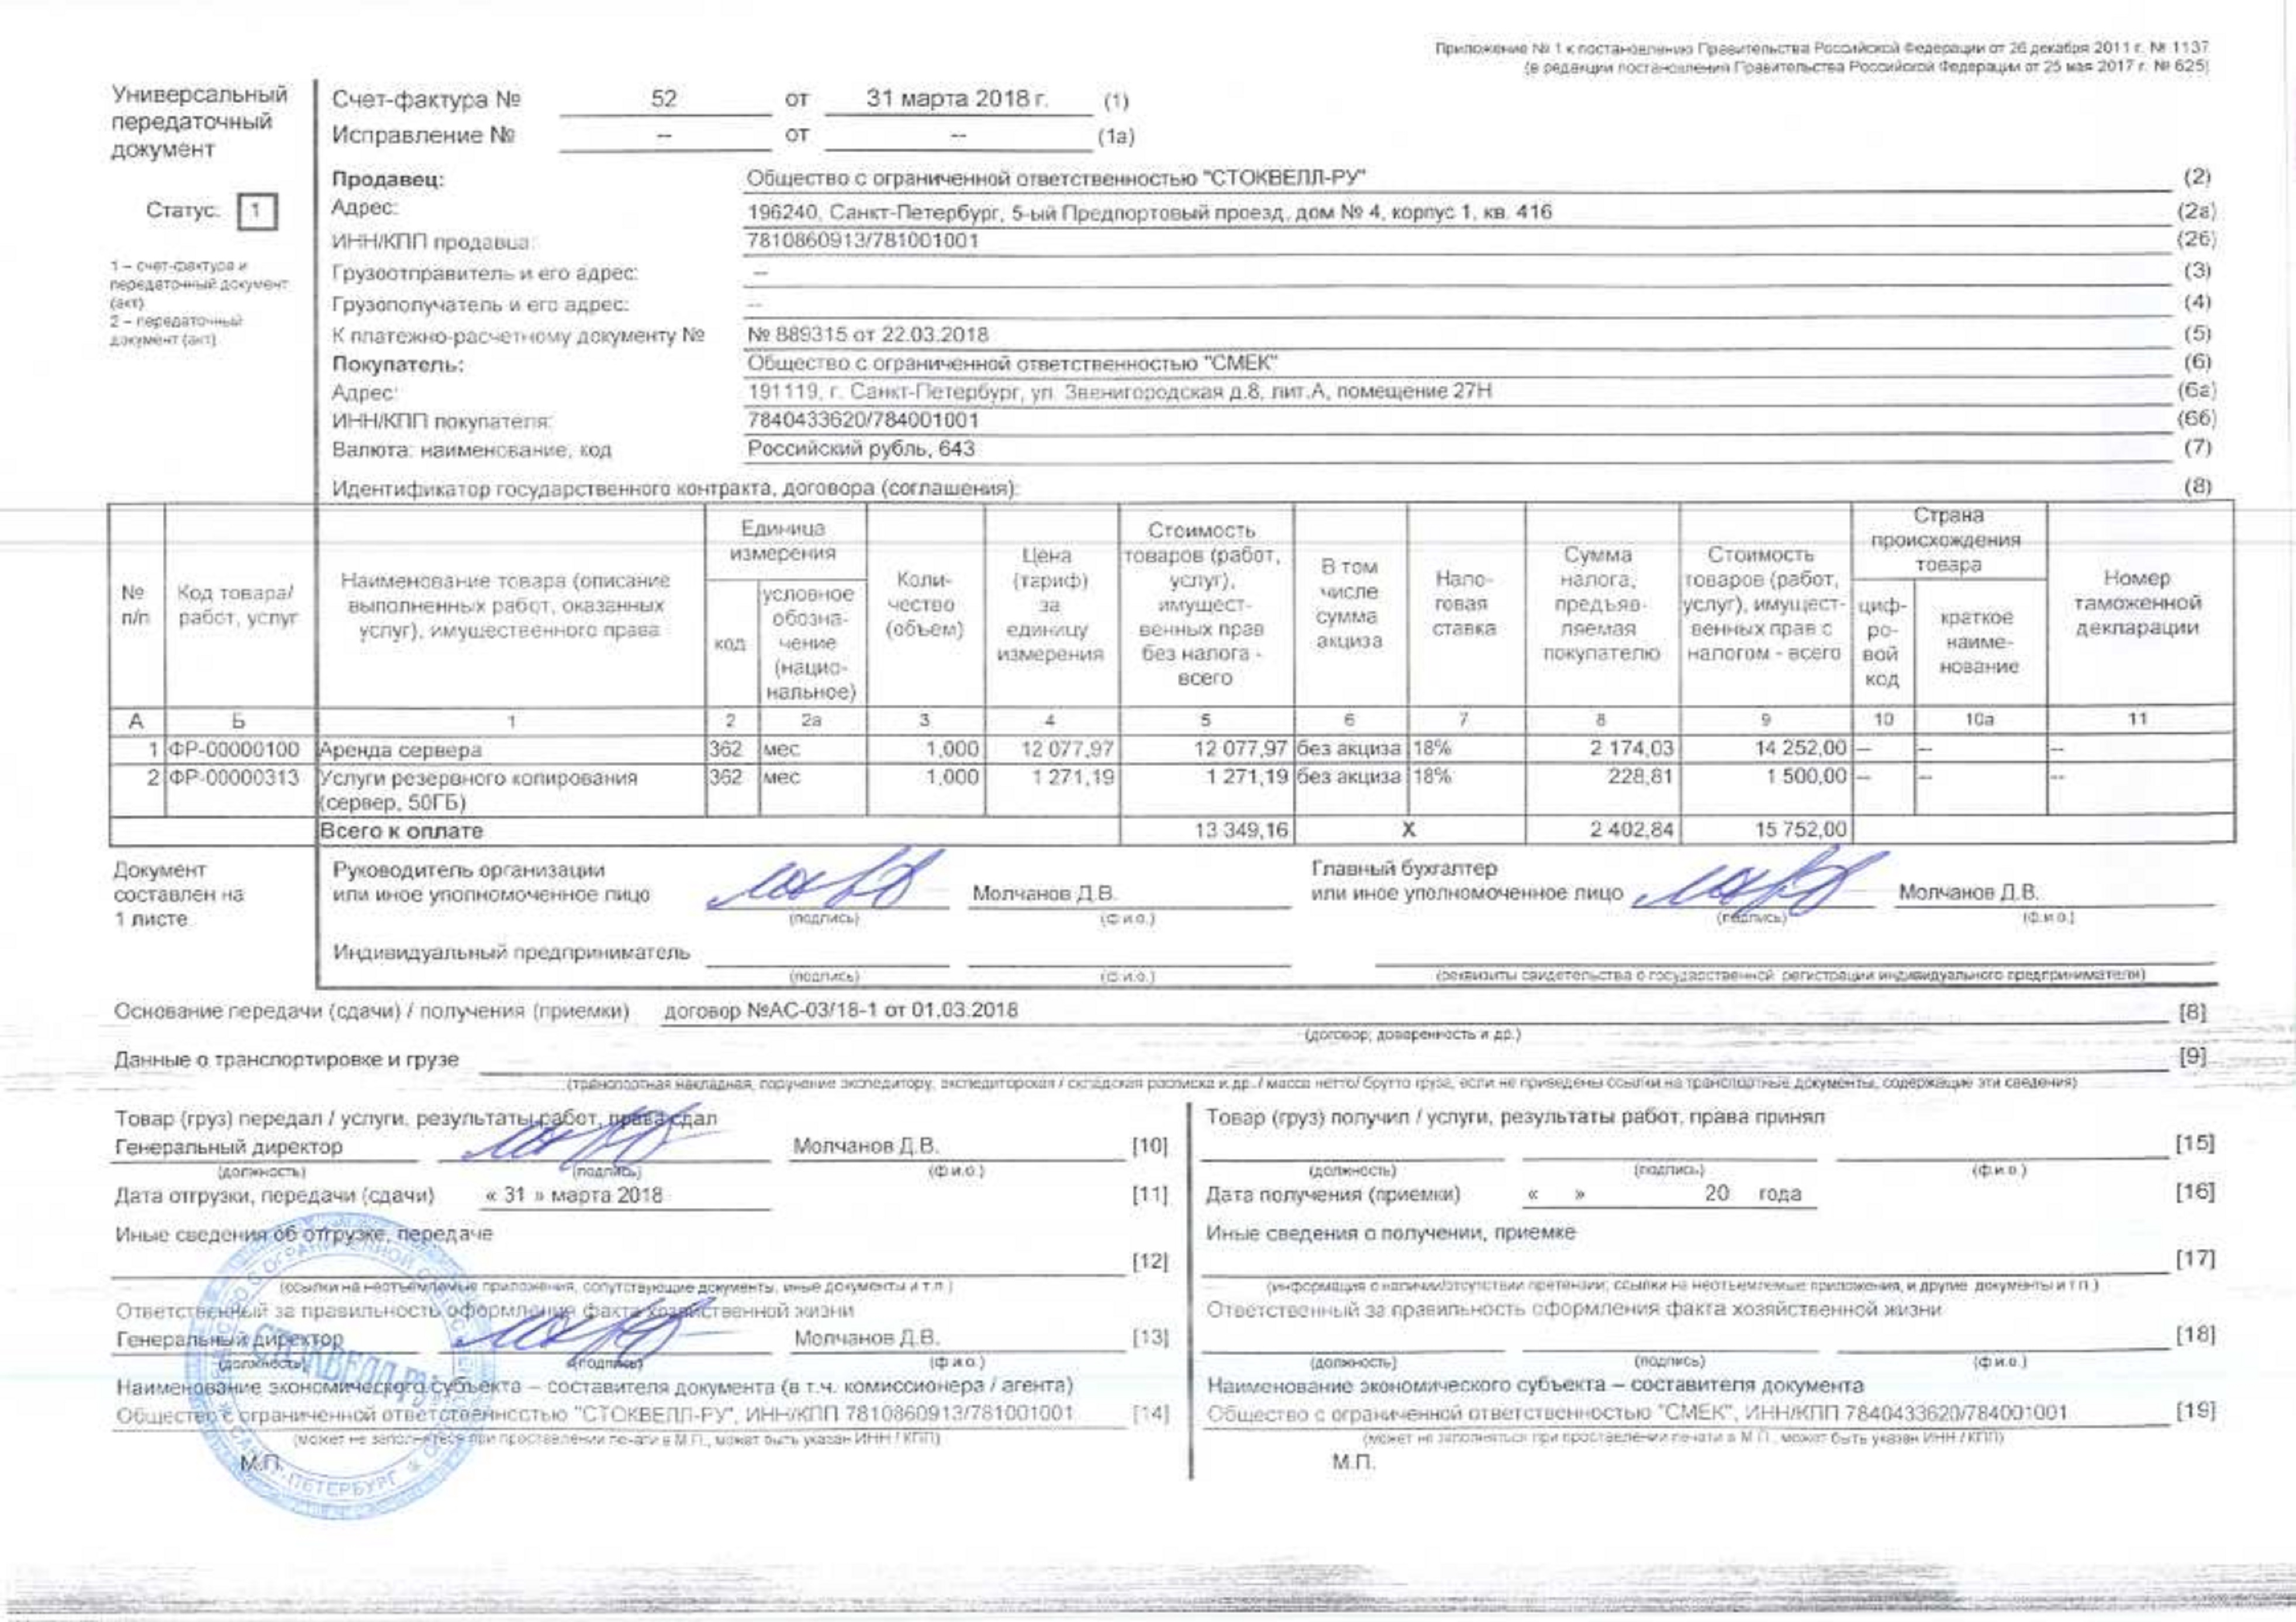 Приложение № 1 к постановлению Правительства Российской Федерации от 26 декабря 2011 г. № 1137
(в редакции постановления Правительства Российской Федерации от 25 мая 2017 г. № 625)
Универсальный
передаточный
документ
Статус: 1
1 – счет-фактура и
передаточный документ
(акт)
2 – передаточный
документ (акт)
Счет-фактура № 52 от 31 марта 2018 г. (1)
Исправление № -- от -- (1а)
Продавец: Общество с ограниченной ответственностью "СТОКВЕЛЛ-РУ" (2)
Адрес: 196240, Санкт-Петербург, 5-ый Предпортовый проезд, дом № 4, корпус 1, кв. 416 (2а)
ИНН/КПП продавца: 7810860913/781001001 (2б)
Грузоотправитель и его адрес: -- (3)
Грузополучатель и его адрес: -- (4)
К платежно-расчетному документу № № 889315 от 22.03.2018 (5)
Покупатель: Общество с ограниченной ответственностью "СМЕК" (6)
Адрес: 191119, г. Санкт-Петербург, ул. Звенигородская д.8, лит.А, помещение 27Н (6а)
ИНН/КПП покупателя: 7840433620/784001001 (6б)
Валюта: наименование, код Российский рубль, 643 (7)
Идентификатор государственного контракта, договора (соглашения): (8)
№ п/п
Код товара/ работ, услуг
Наименование товара (описание выполненных работ, оказанных услуг), имущественного права
Единица измерения
код
условное обозна- чение (нацио- нальное)
Коли- чество (объем)
Цена (тариф) за единицу измерения
Стоимость товаров (работ, услуг), имущест- венных прав без налога - всего
В том числе сумма акциза
Нало- говая ставка
Сумма налога, предъяв- ляемая покупателю
Стоимость товаров (работ, услуг), имущест- венных прав с налогом - всего
Страна происхождения товара
циф- ро- вой код
краткое наиме- нование
Номер таможенной декларации
А Б 1 2 2а 3 4 5 6 7 8 9 10 10а 11
1 ФР-00000100 Аренда сервера 362 мес 1,000 12 077,97 12 077,97 без акциза 18% 2 174,03 14 252,00 -- -- --
2 ФР-00000313 Услуги резервного копирования (сервер, 50ГБ) 362 мес 1,000 1 271,19 1 271,19 без акциза 18% 228,81 1 500,00 -- -- --
Всего к оплате 13 349,16 Х 2 402,84 15 752,00
Документ
составлен на
1 листе
Руководитель организации
или иное уполномоченное лицо Молчанов Д.В.
(подпись) (ф.и.о.)
Главный бухгалтер
или иное уполномоченное лицо Молчанов Д.В.
(подпись) (ф.и.о.)
Индивидуальный предприниматель
(подпись) (ф.и.о.) (реквизиты свидетельства о государственной регистрации индивидуального предпринимателя)
Основание передачи (сдачи) / получения (приемки) договор №АС-03/18-1 от 01.03.2018 [8]
(договор; доверенность и др.)
Данные о транспортировке и грузе [9]
(транспортная накладная, поручение экспедитору, экспедиторская / складская расписка и др. / масса нетто/ брутто груза, если не приведены ссылки на транспортные документы, содержащие эти сведения)
Товар (груз) передал / услуги, результаты работ, права сдал
Генеральный директор Молчанов Д.В. [10]
(должность) (подпись) (ф.и.о.)
Дата отгрузки, передачи (сдачи) « 31 » марта 2018 [11]
Иные сведения об отгрузке, передаче
[12]
(ссылки на неотъемлемые приложения, сопутствующие документы, иные документы и т.п.)
Ответственный за правильность оформления факта хозяйственной жизни
Генеральный директор Молчанов Д.В. [13]
(должность) (подпись) (ф.и.о.)
Наименование экономического субъекта – составителя документа (в т.ч. комиссионера / агента)
Общество с ограниченной ответственностью "СТОКВЕЛЛ-РУ", ИНН/КПП 7810860913/781001001 [14]
(может не заполняться при проставлении печати в М.П., может быть указан ИНН / КПП)
М.П.
СТОКВЕЛЛ-РУ
Товар (груз) получил / услуги, результаты работ, права принял
[15]
(должность) (подпись) (ф.и.о.)
Дата получения (приемки) « » 20 года [16]
Иные сведения о получении, приемке
[17]
(информация о наличии/отсутствии претензии; ссылки на неотъемлемые приложения, и другие документы и т.п.)
Ответственный за правильность оформления факта хозяйственной жизни
[18]
(должность) (подпись) (ф.и.о.)
Наименование экономического субъекта – составителя документа
Общество с ограниченной ответственностью "СМЕК", ИНН/КПП 7840433620/784001001 [19]
(может не заполняться при проставлении печати в М.П., может быть указан ИНН / КПП)
М.П.